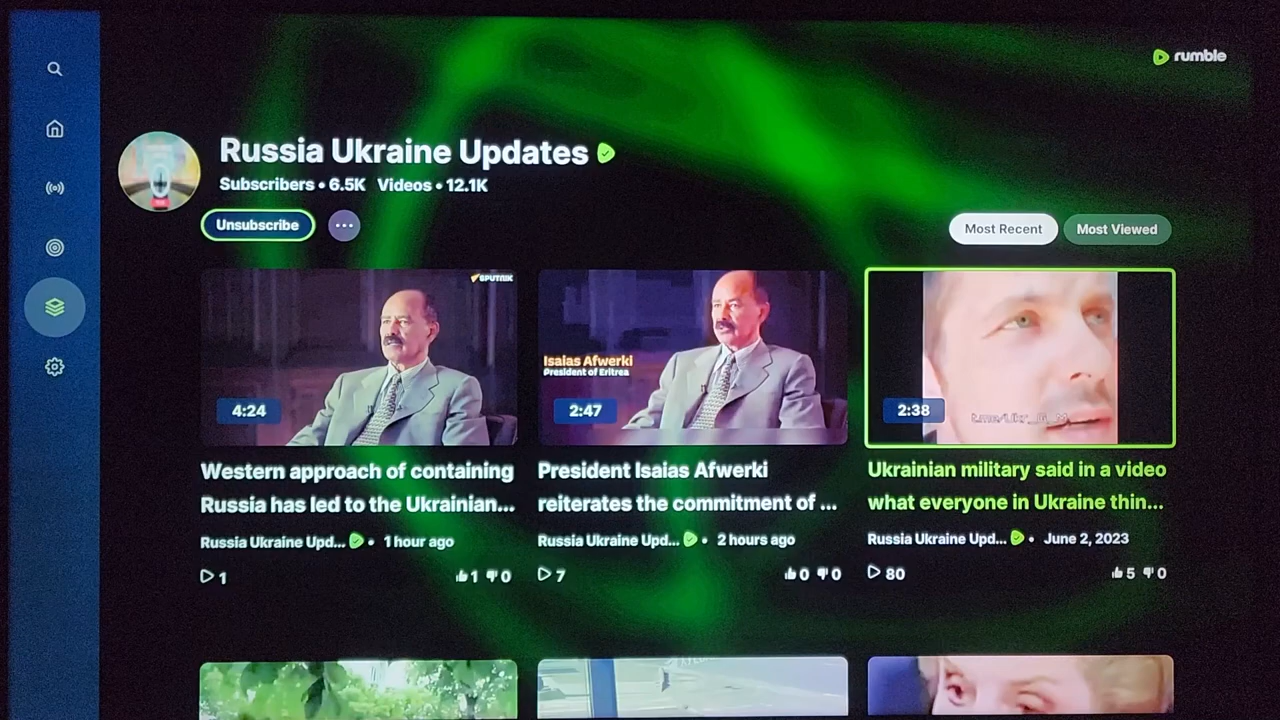 rumble
Russia Ukraine Updates
Subscribers • 6.5K Videos • 12.1K
Unsubscribe
Most Recent
Most Viewed
SPUTNIK
4:24
Isaias Afwerki
President of Eritrea
2:47
2:38
Western approach of containing
Russia has led to the Ukrainian...
Russia Ukraine Upd... • 1 hour ago
1
1 0
President Isaias Afwerki
reiterates the commitment of ...
Russia Ukraine Upd... • 2 hours ago
7
0 0
Ukrainian military said in a video
what everyone in Ukraine thin...
Russia Ukraine Upd... • June 2, 2023
80
5 0